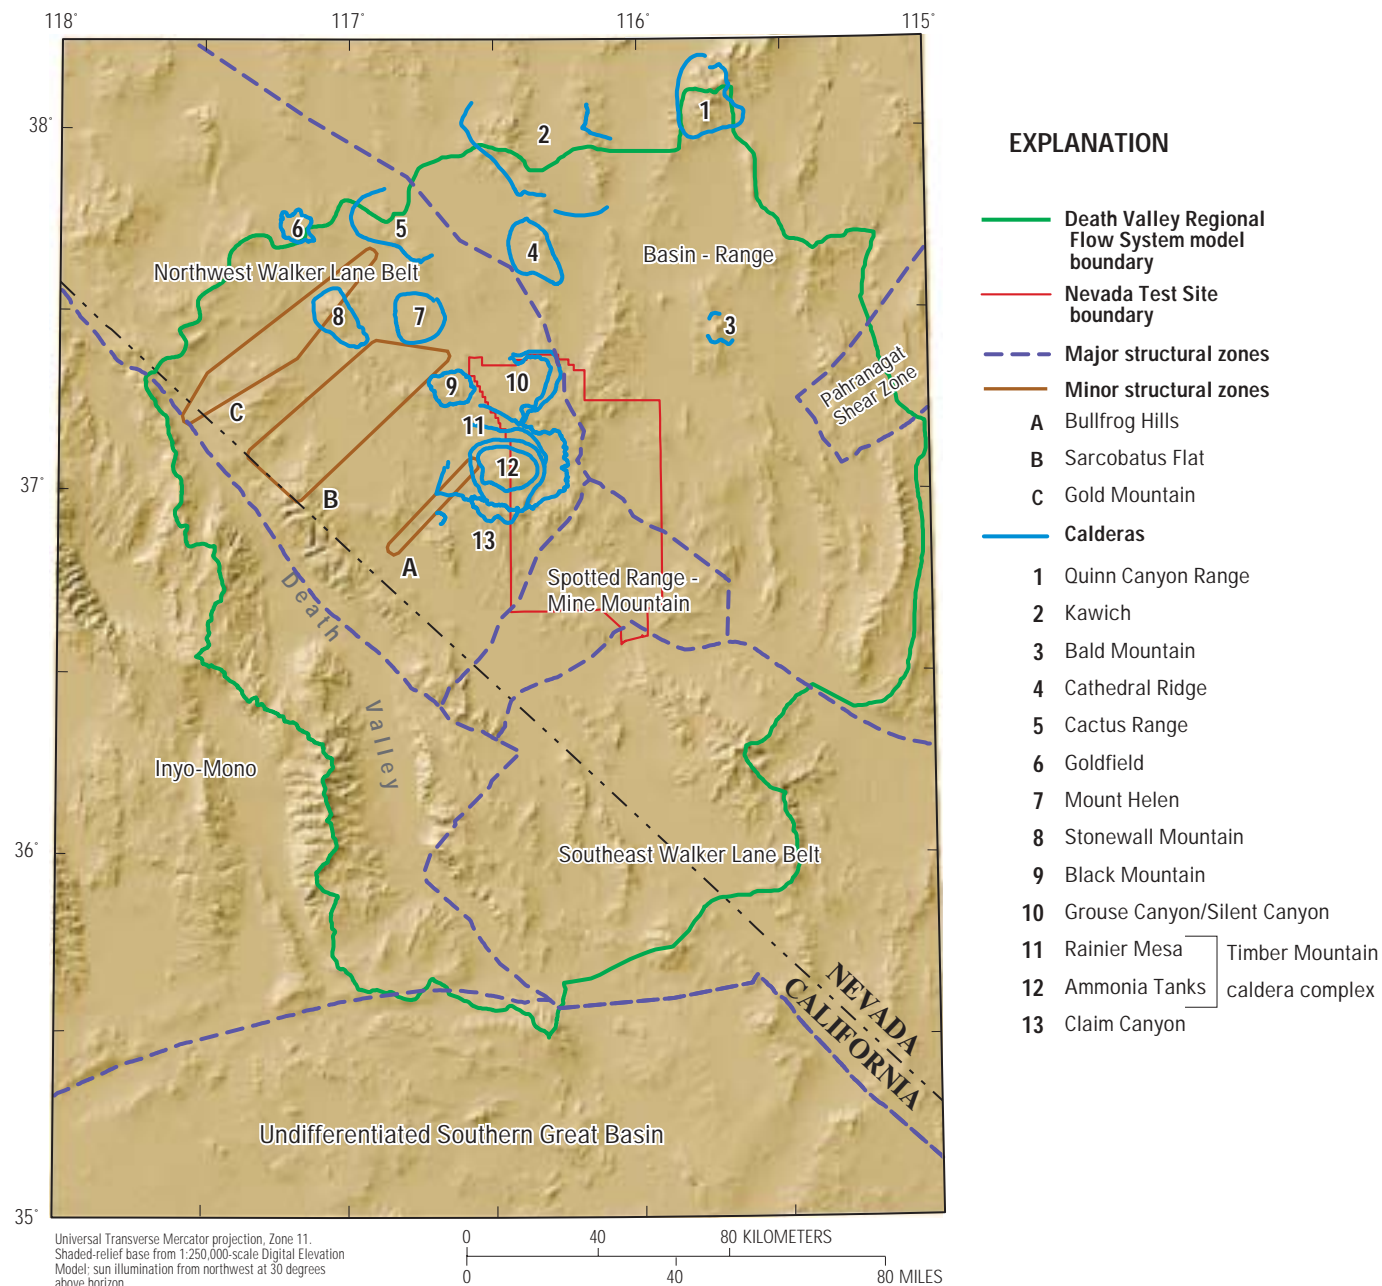 118°
117°
116°
115°
38°
37°
36°
35°
1
2
3
4
5
6
7
8
9
10
11
12
13
A
B
C
Basin - Range
Northwest Walker Lane Belt
Pahranagat
Shear Zone
Spotted Range -
Mine Mountain
Death
Valley
Inyo-Mono
Southeast Walker Lane Belt
NEVADA
CALIFORNIA
Undifferentiated Southern Great Basin
EXPLANATION
Death Valley Regional
Flow System model
boundary
Nevada Test Site
boundary
Major structural zones
Minor structural zones
A Bullfrog Hills
B Sarcobatus Flat
C Gold Mountain
Calderas
1 Quinn Canyon Range
2 Kawich
3 Bald Mountain
4 Cathedral Ridge
5 Cactus Range
6 Goldfield
7 Mount Helen
8 Stonewall Mountain
9 Black Mountain
10 Grouse Canyon/Silent Canyon
11 Rainier Mesa
12 Ammonia Tanks
Timber Mountain
caldera complex
13 Claim Canyon
Universal Transverse Mercator projection, Zone 11.
Shaded-relief base from 1:250,000-scale Digital Elevation
Model; sun illumination from northwest at 30 degrees
above horizon
0 40 80 KILOMETERS
0 40 80 MILES